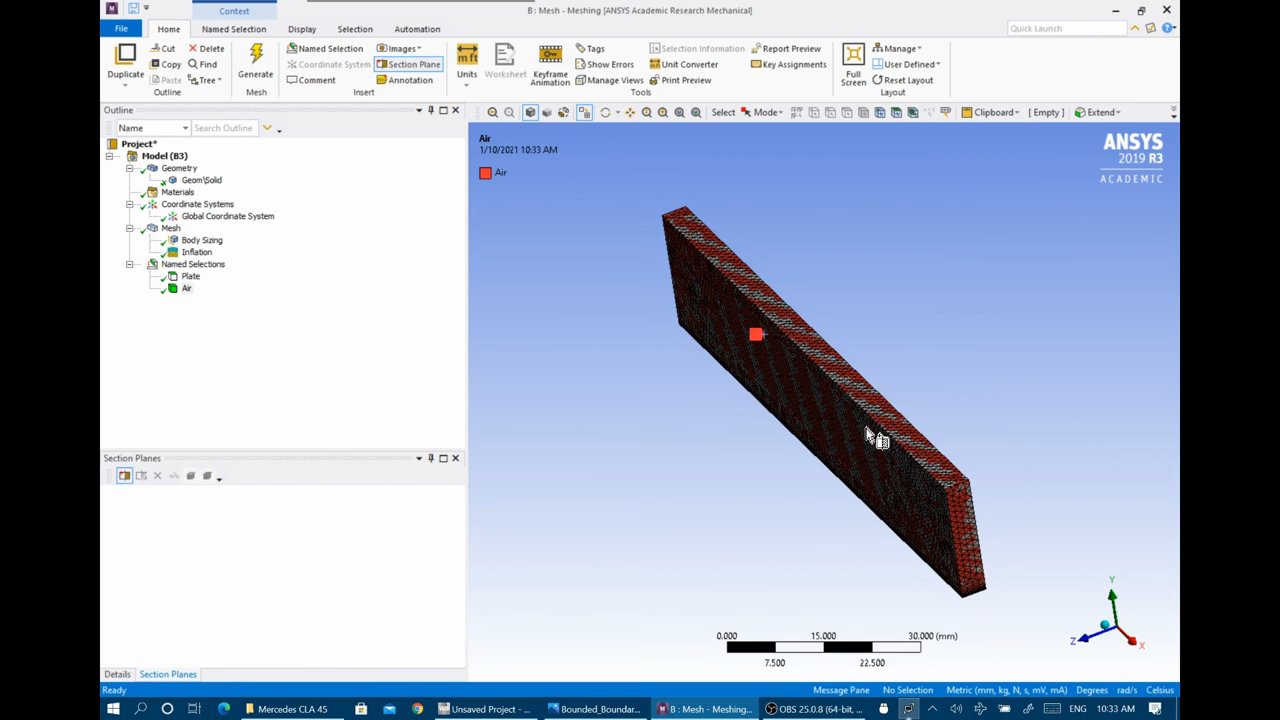 Context
B : Mesh - Meshing [ANSYS Academic Research Mechanical]
File
Home
Named Selection
Display
Selection
Automation
Quick Launch
Duplicate
Cut
Delete
Copy
Find
Paste
Tree
Outline
Generate
Mesh
Named Selection
Coordinate System
Comment
Images
Section Plane
Annotation
Insert
Units
Worksheet
Keyframe
Animation
Tags
Show Errors
Manage Views
Selection Information
Unit Converter
Print Preview
Report Preview
Key Assignments
Tools
Full
Screen
Manage
User Defined
Reset Layout
Layout
Outline
Name
Search Outline
Select
Mode
Clipboard
[ Empty ]
Extend
Project*
Model (B3)
Geometry
Geom\Solid
Materials
Coordinate Systems
Global Coordinate System
Mesh
Body Sizing
Inflation
Named Selections
Plate
Air
Section Planes
Details
Section Planes
Air
1/10/2021 10:33 AM
Air
ANSYS
2019 R3
ACADEMIC
0.000
15.000
30.000 (mm)
7.500
22.500
Y
Z
X
Ready
Message Pane
No Selection
Metric (mm, kg, N, s, mV, mA)
Degrees
rad/s
Celsius
Mercedes CLA 45
Unsaved Project - ...
Bounded_Boundar...
B : Mesh - Meshing...
OBS 25.0.8 (64-bit, ...
ENG
10:33 AM